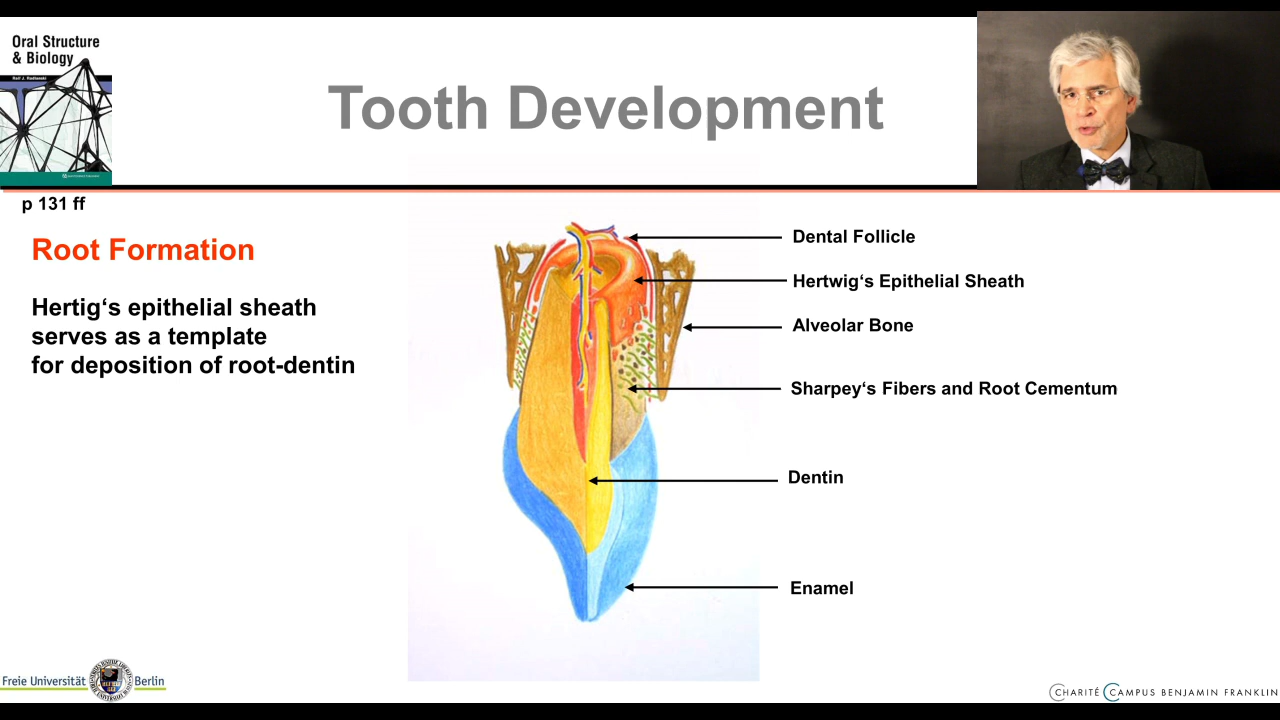 Oral Structure
& Biology
Ralf J. Radlanski
Tooth Development
p 131 ff
Root Formation
Hertig‘s epithelial sheath
serves as a template
for deposition of root-dentin
Dental Follicle
Hertwig‘s Epithelial Sheath
Alveolar Bone
Sharpey‘s Fibers and Root Cementum
Dentin
Enamel
Freie Universität Berlin
CHARITÉ CAMPUS BENJAMIN FRANKLIN